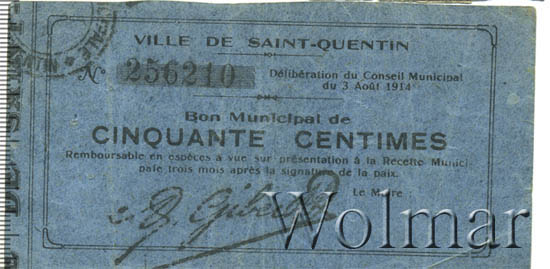 VILLE DE SAINT-QUENTIN
N° 256210
Délibération du Conseil Municipal
du 3 Août 1914
Bon Municipal de
CINQUANTE CENTIMES
Remboursable en espèces à vue sur présentation à la Recette Munici-
pale trois mois après la signature de la paix.
Le Maire :
Wolmar